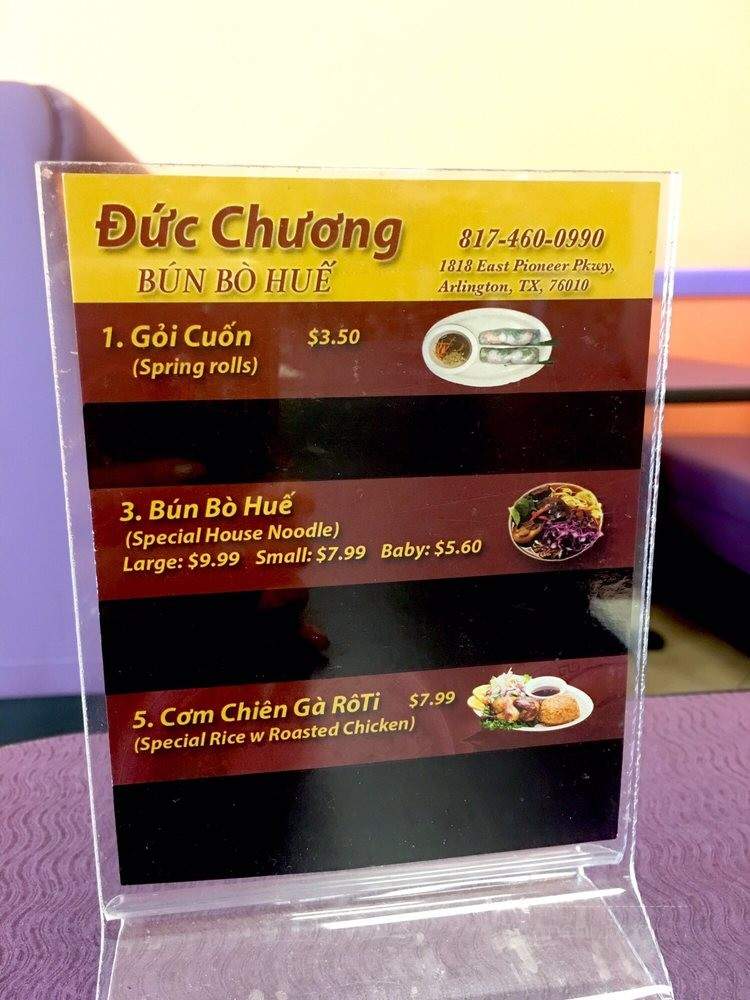 Đức Chương
BÚN BÒ HUẾ
817-460-0990
1818 East Pioneer Pkwy,
Arlington, TX, 76010
1. Gỏi Cuốn $3.50
(Spring rolls)
3. Bún Bò Huế
(Special House Noodle)
Large: $9.99 Small: $7.99 Baby: $5.60
5. Cơm Chiên Gà RôTi $7.99
(Special Rice w Roasted Chicken)